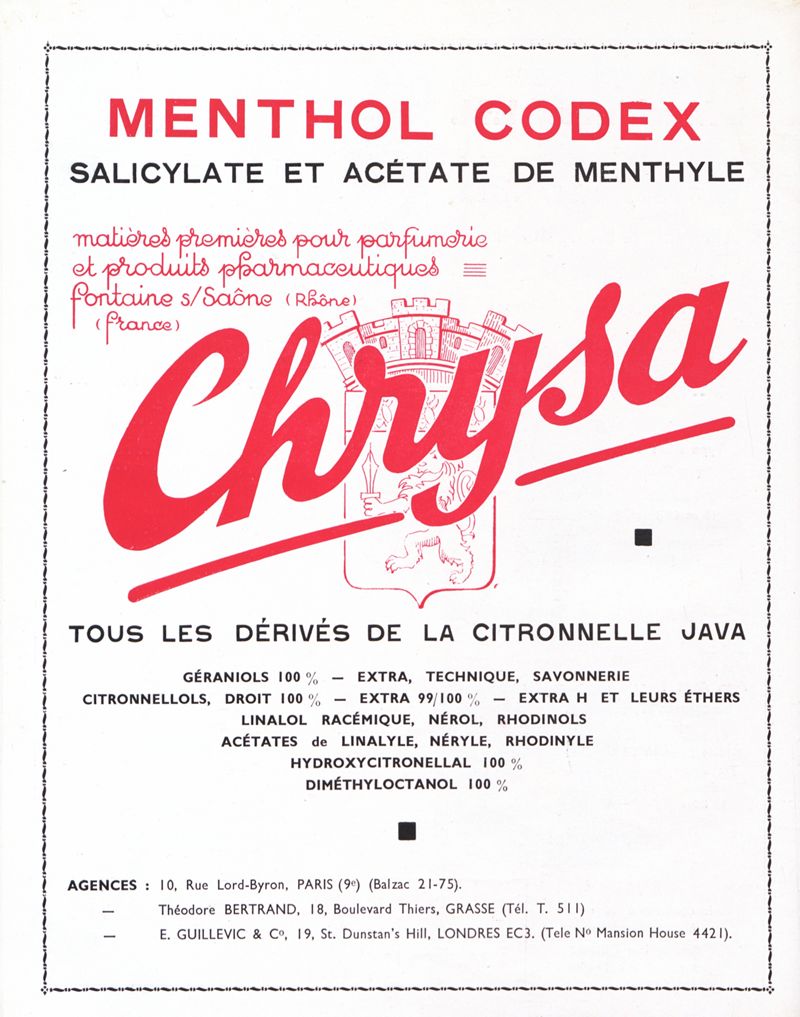 MENTHOL CODEX
SALICYLATE ET ACÉTATE DE MENTHYLE
matières premières pour parfumerie
et produits pharmaceutiques
fontaine s/Saône (Rhône)
(france)
Chrysa
TOUS LES DÉRIVÉS DE LA CITRONNELLE JAVA
GÉRANIOLS 100 % — EXTRA, TECHNIQUE, SAVONNERIE
CITRONNELLOLS, DROIT 100 % — EXTRA 99/100 % — EXTRA H ET LEURS ÉTHERS
LINALOL RACÉMIQUE, NÉROL, RHODINOLS
ACÉTATES de LINALYLE, NÉRYLE, RHODINYLE
HYDROXYCITRONELLAL 100 %
DIMÉTHYLOCTANOL 100 %
AGENCES : 10, Rue Lord-Byron, PARIS (9e) (Balzac 21-75).
— Théodore BERTRAND, 18, Boulevard Thiers, GRASSE (Tél. T. 511)
— E. GUILLEVIC & Co, 19, St. Dunstan's Hill, LONDRES EC3. (Tele No Mansion House 4421).